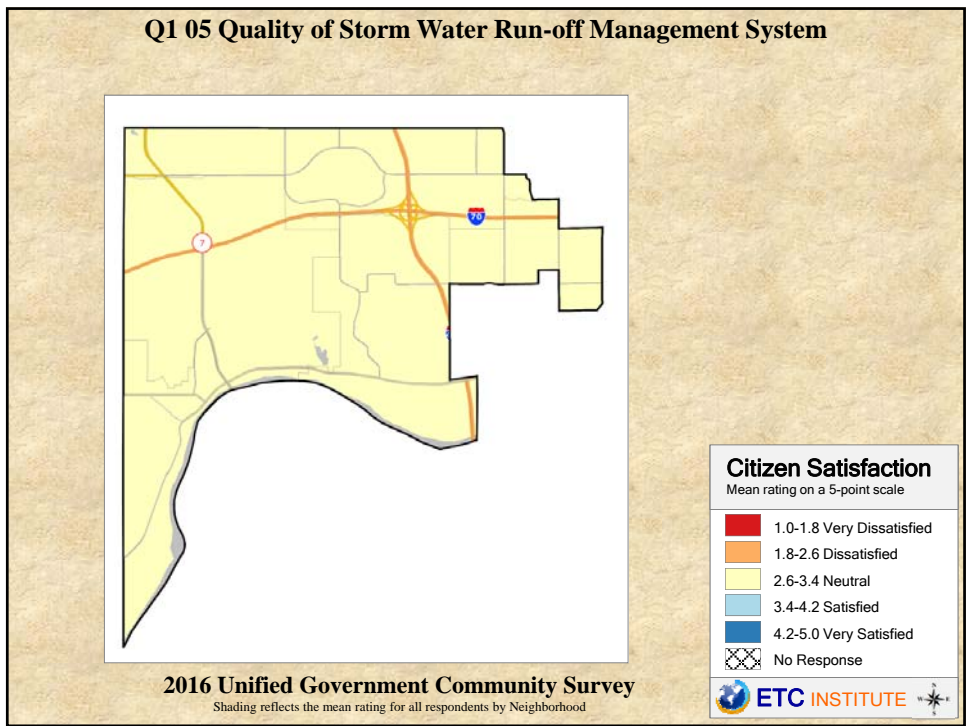 Q1 05 Quality of Storm Water Run-off Management System
70
7
Citizen Satisfaction
Mean rating on a 5-point scale
1.0-1.8 Very Dissatisfied
1.8-2.6 Dissatisfied
2.6-3.4 Neutral
3.4-4.2 Satisfied
4.2-5.0 Very Satisfied
No Response
ETC INSTITUTE
2016 Unified Government Community Survey
Shading reflects the mean rating for all respondents by Neighborhood